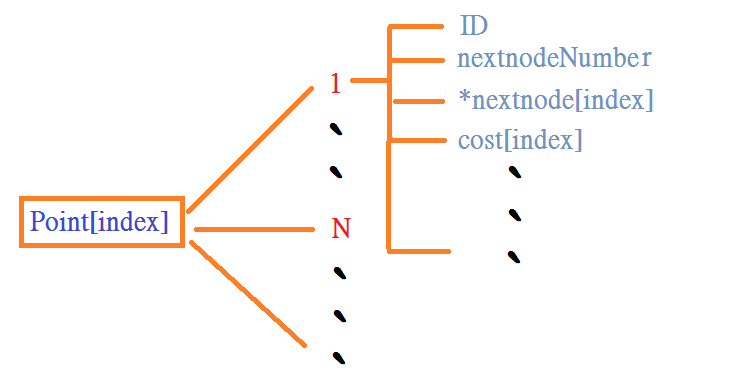 ID
nextnodeNumber
1
*nextnode[index]
cost[index]
Point[index]
N